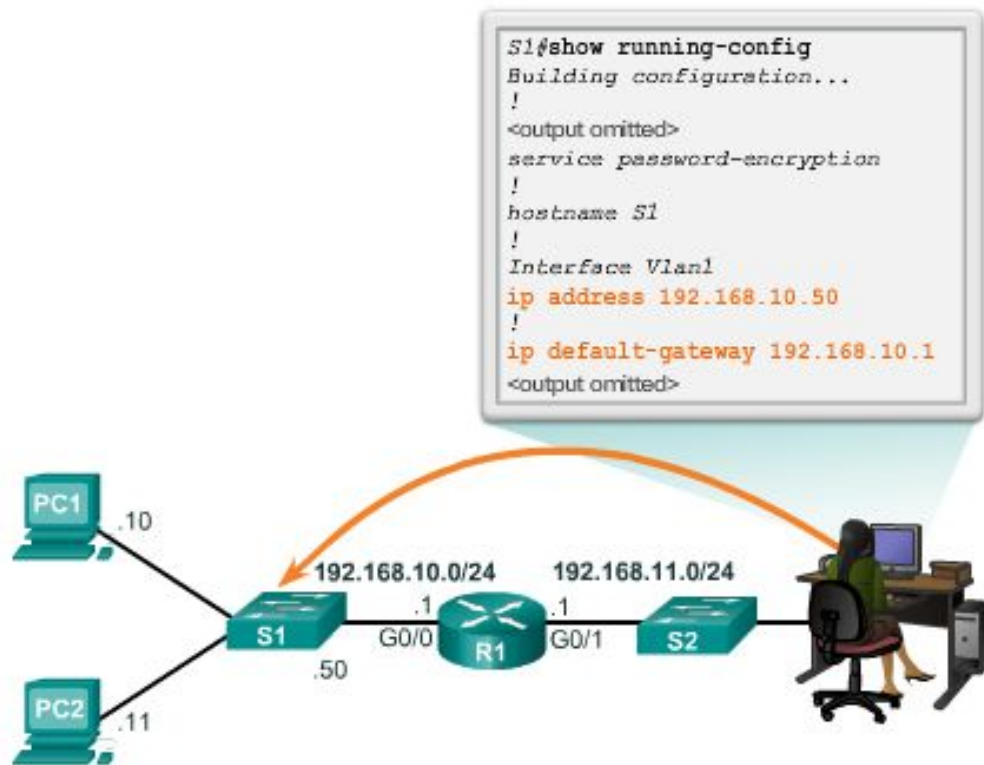 S1#show running-config
Building configuration...
!
<output omitted>
service password-encryption
!
hostname S1
!
Interface Vlan1
ip address 192.168.10.50
!
ip default-gateway 192.168.10.1
<output omitted>
PC1
.10
192.168.10.0/24
192.168.11.0/24
.1
.1
S1
G0/0
R1
G0/1
S2
.50
PC2
.11